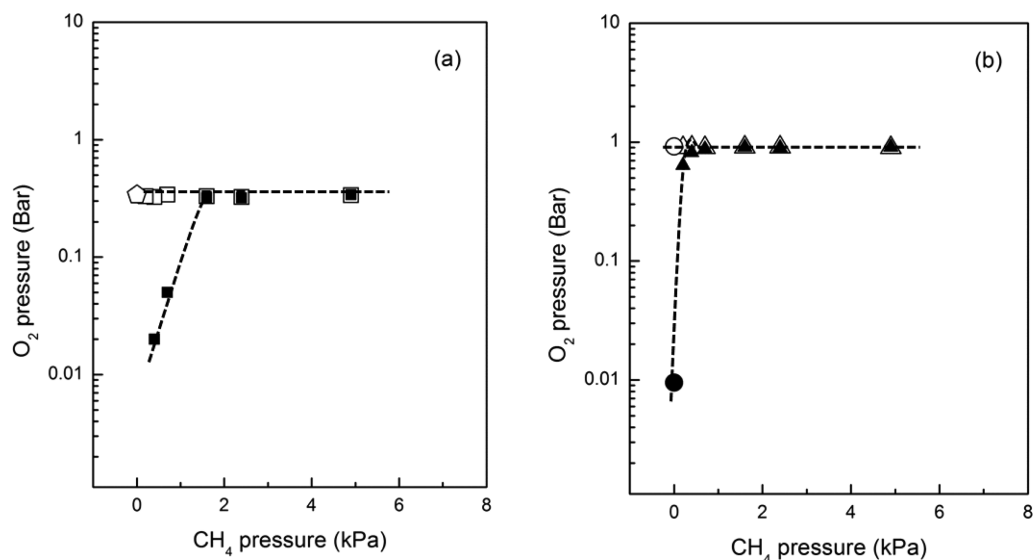 (a)
10
1
0.1
0.01
O₂ pressure (Bar)
0 2 4 6 8
CH₄ pressure (kPa)
(b)
10
1
0.1
0.01
O₂ pressure (Bar)
0 2 4 6 8
CH₄ pressure (kPa)